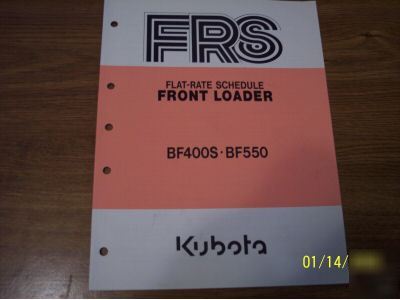 FRS
FLAT-RATE SCHEDULE
FRONT LOADER
BF400S·BF550
Kubota
01/14/